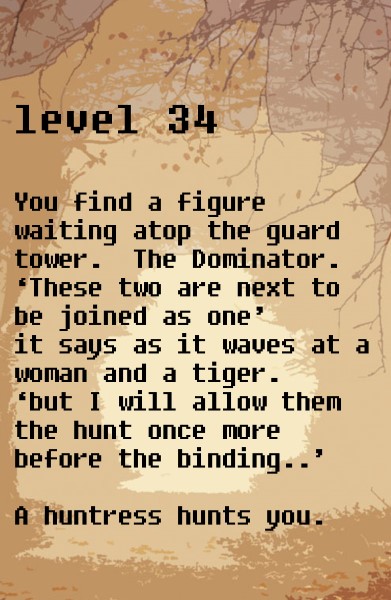 level 34
You find a figure
waiting atop the guard
tower.  The Dominator.
‘These two are next to
be joined as one’
it says as it waves at a
woman and a tiger.
‘but I will allow them
the hunt once more
before the binding..’
A huntress hunts you.